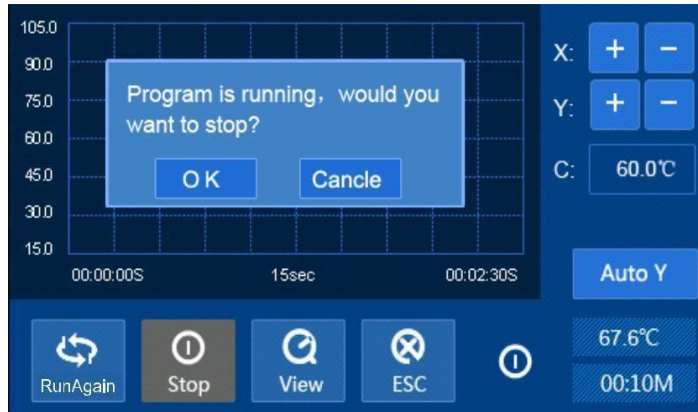 105.0
90.0
75.0
60.0
45.0
30.0
15.0
00:00:00S 15sec 00:02:30S
Program is running, would you
want to stop?
OK Cancle
X: + −
Y: + −
C: 60.0℃
Auto Y
67.6℃
00:10M
RunAgain Stop View ESC